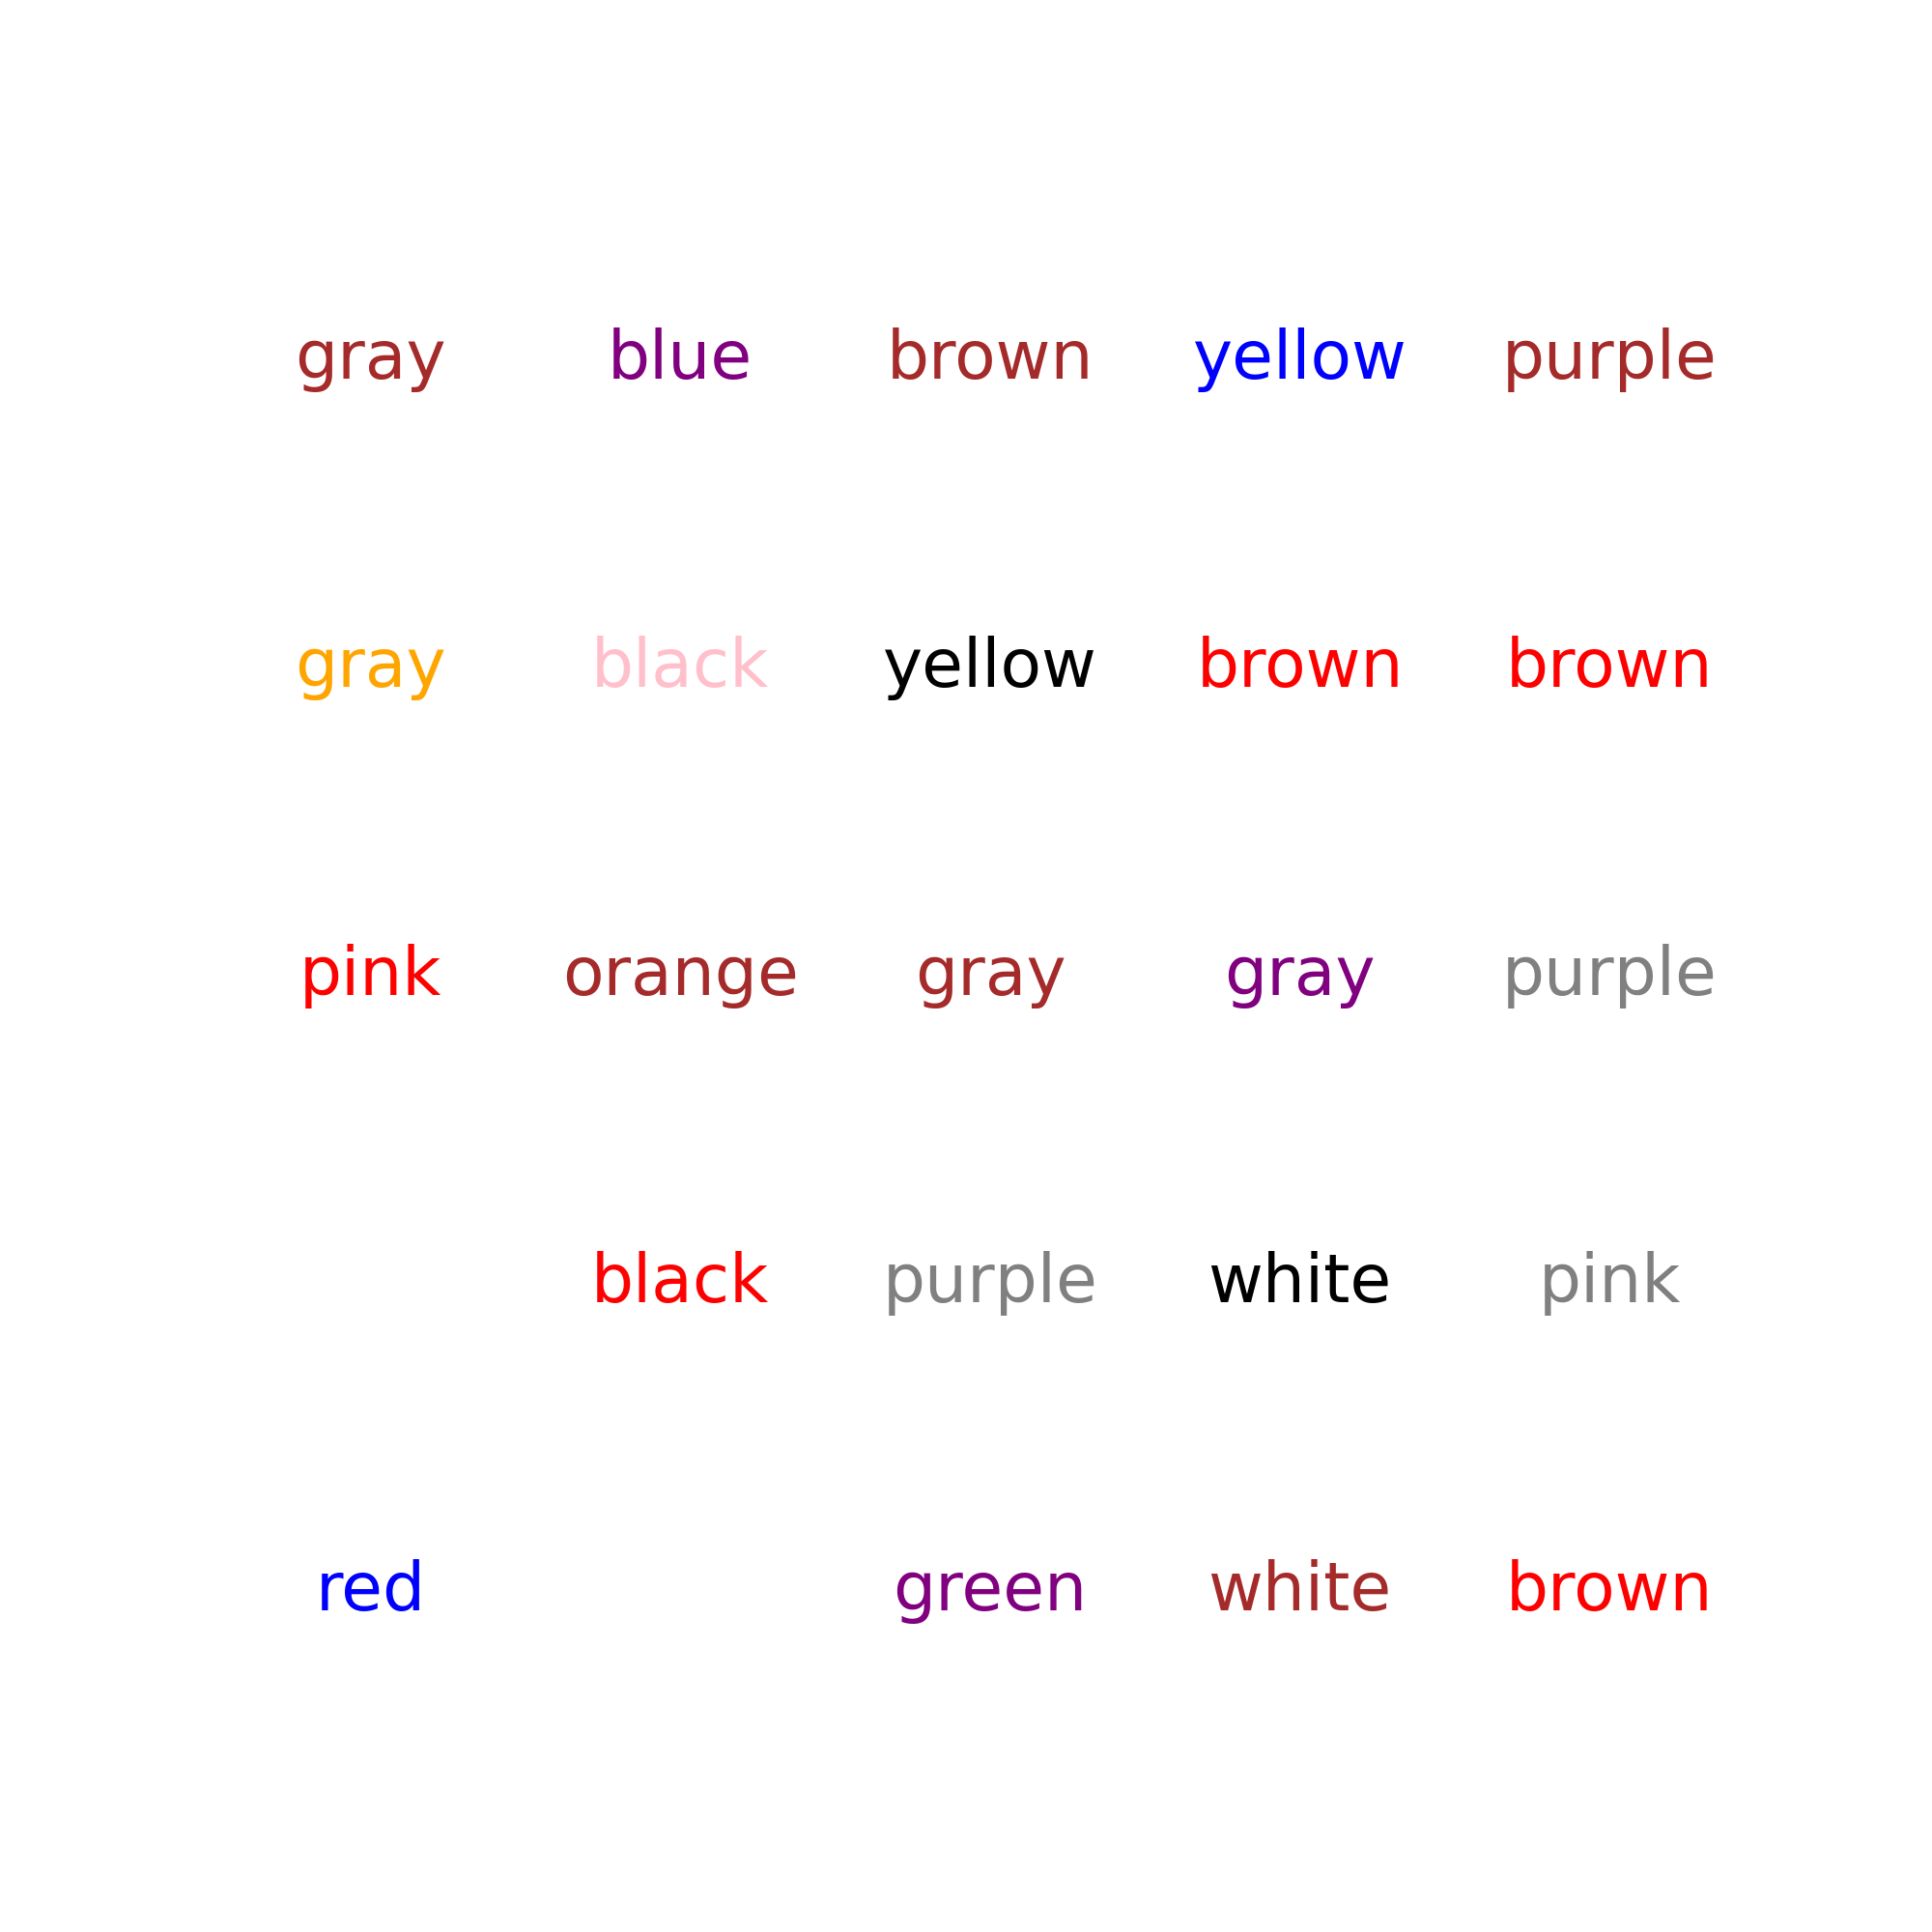 gray blue brown yellow purple
gray black yellow brown brown
pink orange gray gray purple
black purple white pink
red green white brown